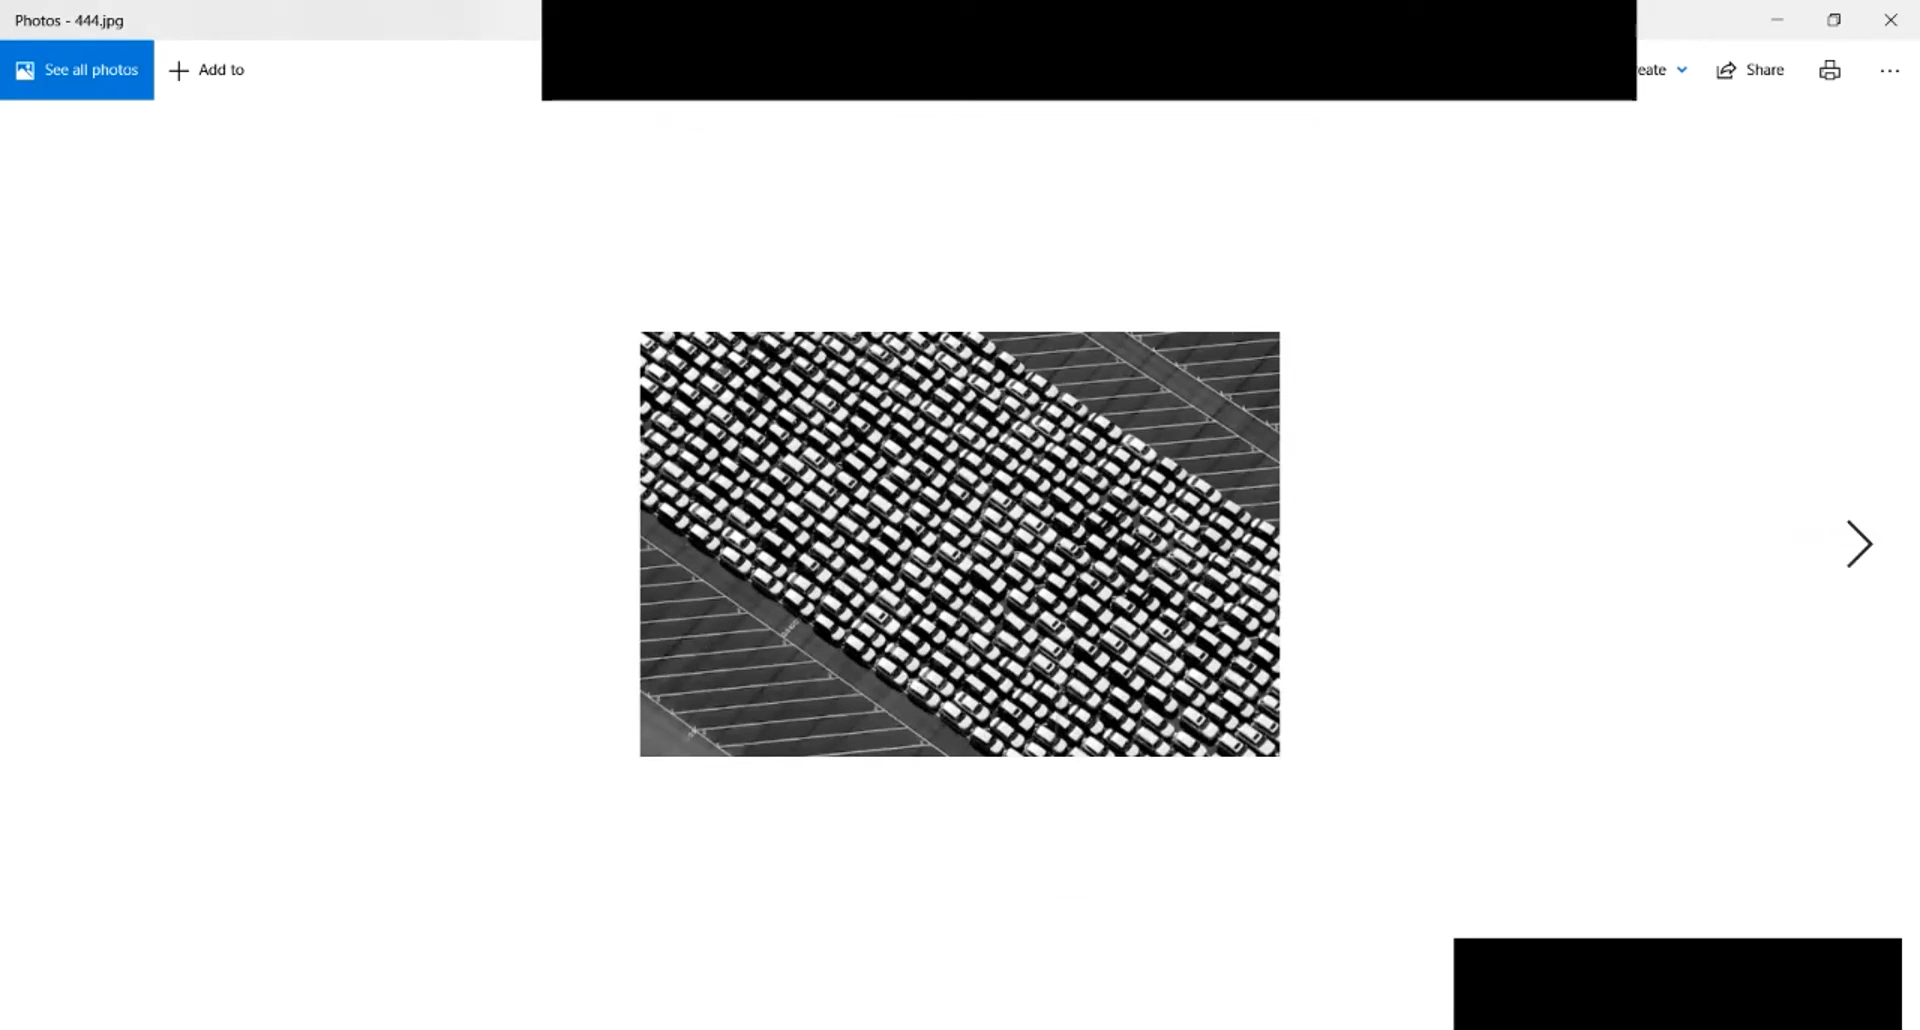 Photos - 444.jpg
See all photos
Add to
eate
Share